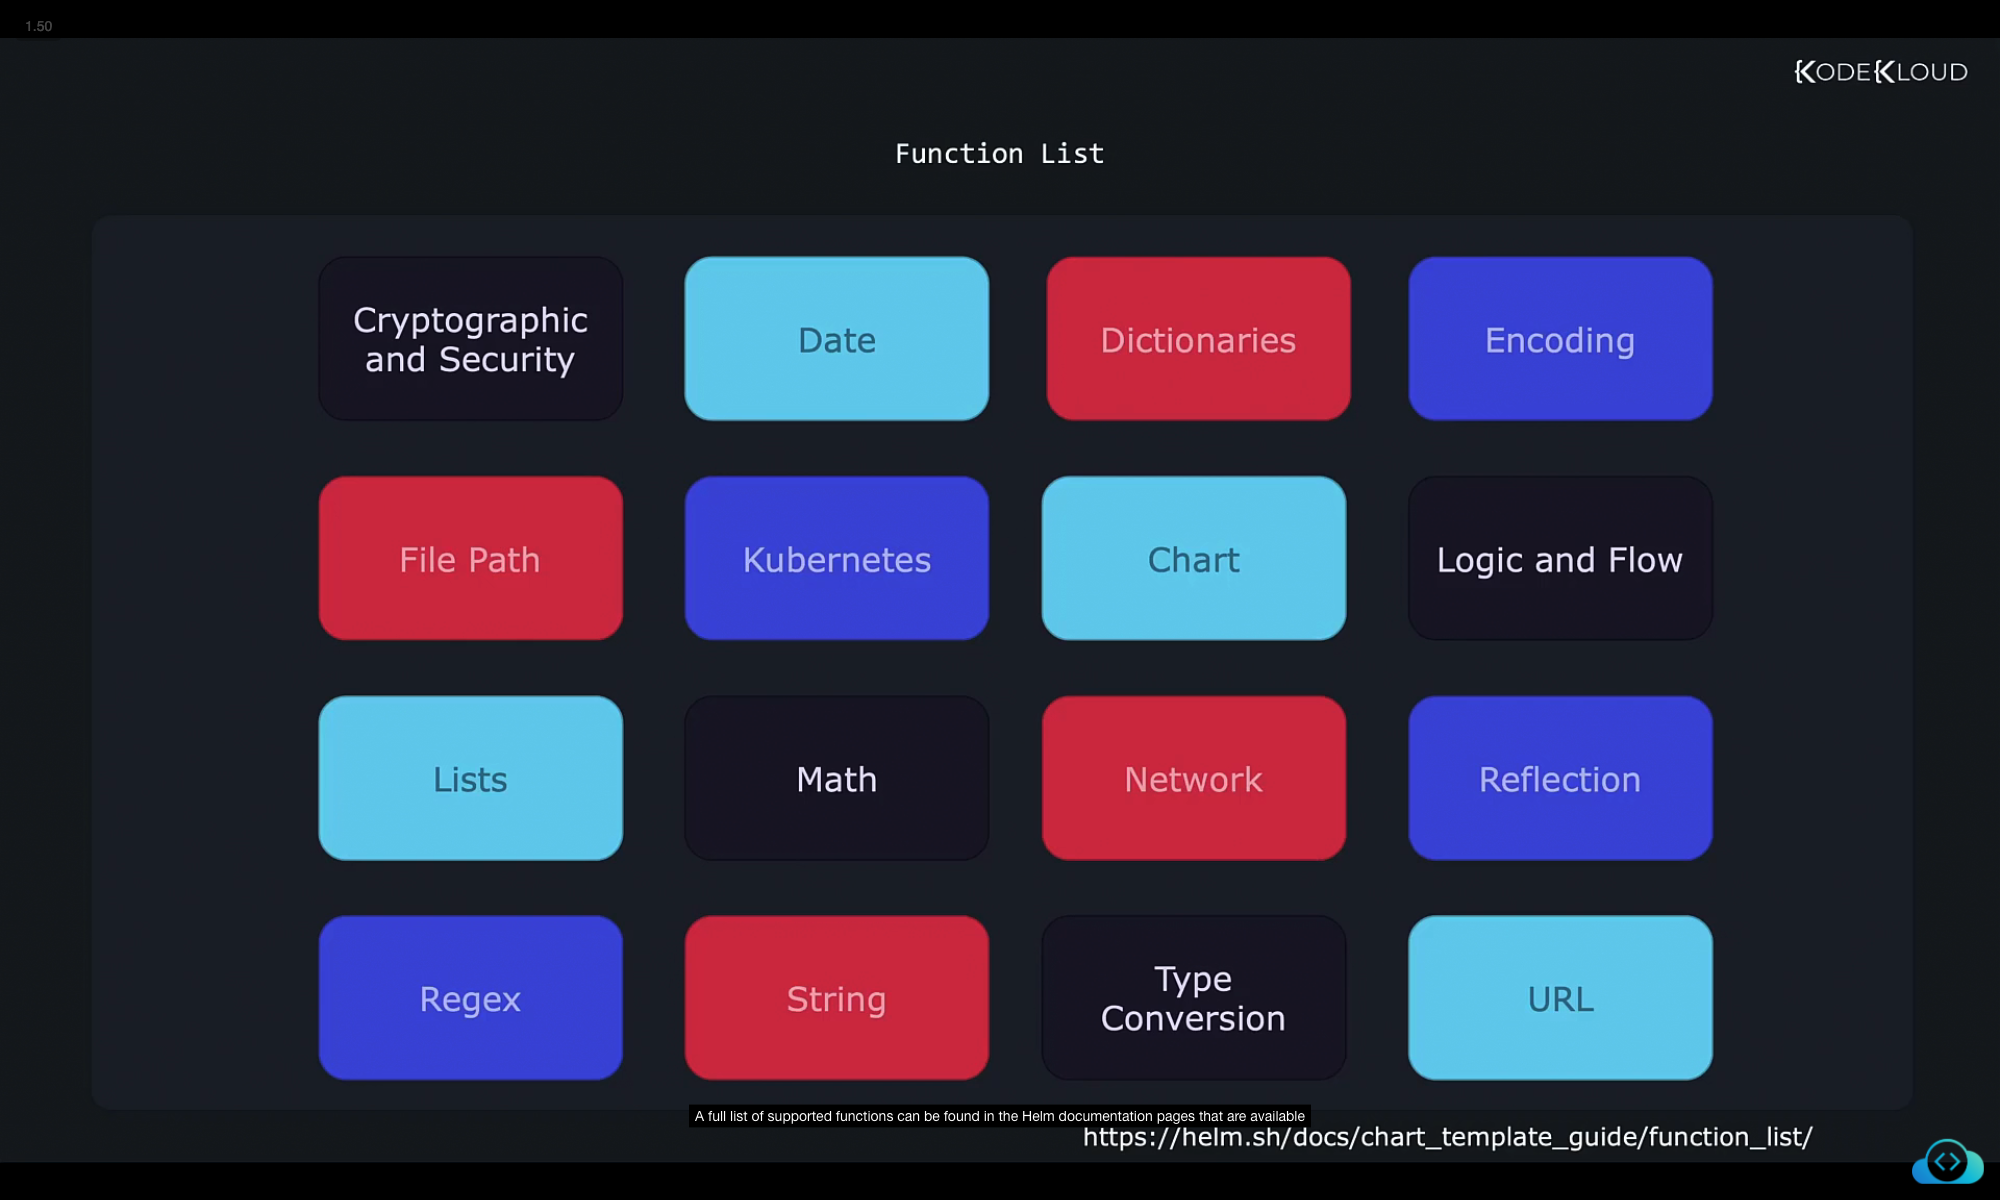 1.50
KODEKLOUD
Function List
Cryptographic
and Security
Date
Dictionaries
Encoding
File Path
Kubernetes
Chart
Logic and Flow
Lists
Math
Network
Reflection
Regex
String
Type
Conversion
URL
A full list of supported functions can be found in the Helm documentation pages that are available
https://helm.sh/docs/chart_template_guide/function_list/